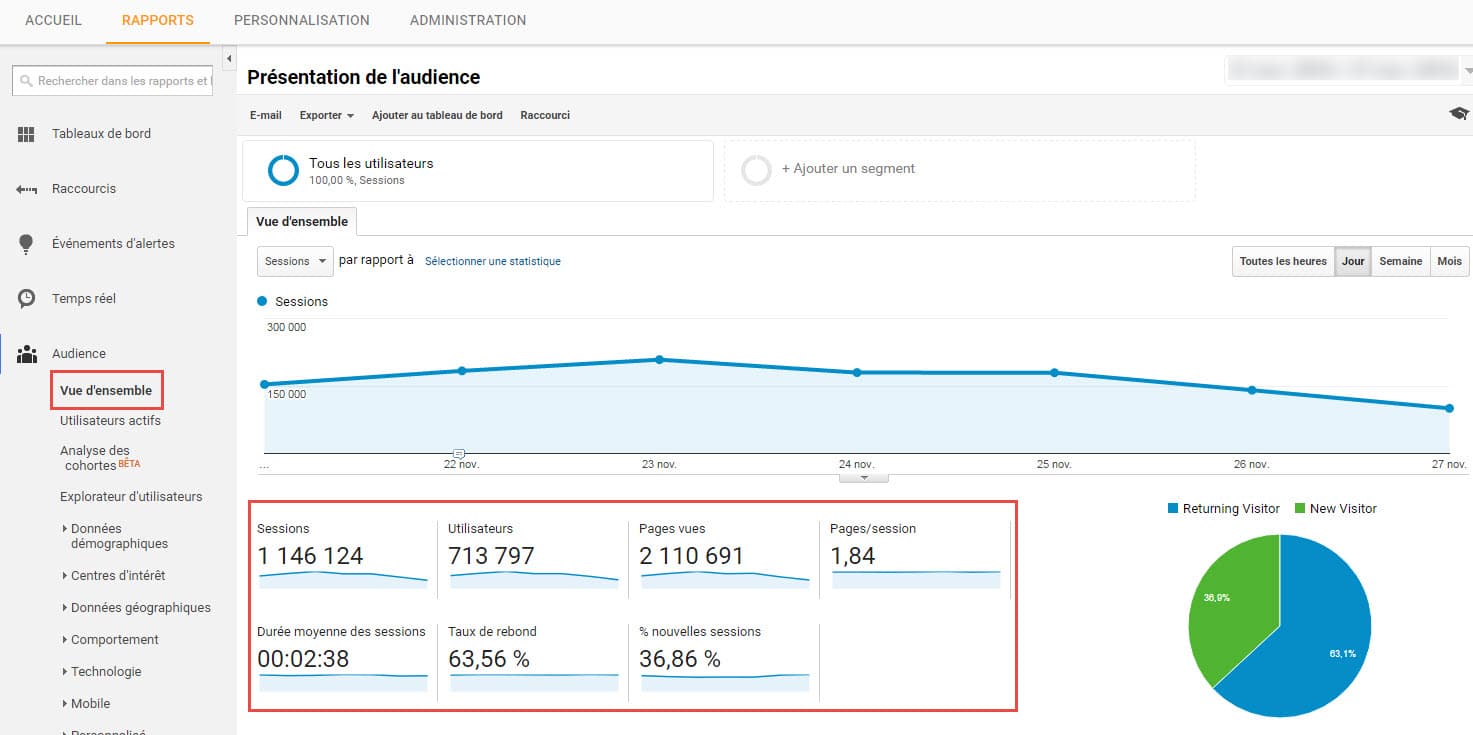 ACCUEIL RAPPORTS PERSONNALISATION ADMINISTRATION
Rechercher dans les rapports et
Présentation de l'audience
E-mail Exporter Ajouter au tableau de bord Raccourci
Tableaux de bord
Raccourcis
Événements d'alertes
Temps réel
Audience
Vue d'ensemble
Utilisateurs actifs
Analyse des
cohortes BÊTA
Explorateur d'utilisateurs
Données
démographiques
Centres d'intérêt
Données géographiques
Comportement
Technologie
Mobile
Personnalisé
Tous les utilisateurs
100,00 %, Sessions
+ Ajouter un segment
Vue d'ensemble
Sessions par rapport à Sélectionner une statistique
Toutes les heures Jour Semaine Mois
Sessions
300 000
150 000
... 22 nov. 23 nov. 24 nov. 25 nov. 26 nov. 27 nov.
Sessions
1 146 124
Utilisateurs
713 797
Pages vues
2 110 691
Pages/session
1,84
Durée moyenne des sessions
00:02:38
Taux de rebond
63,56 %
% nouvelles sessions
36,86 %
Returning Visitor New Visitor
36,9%
63,1%